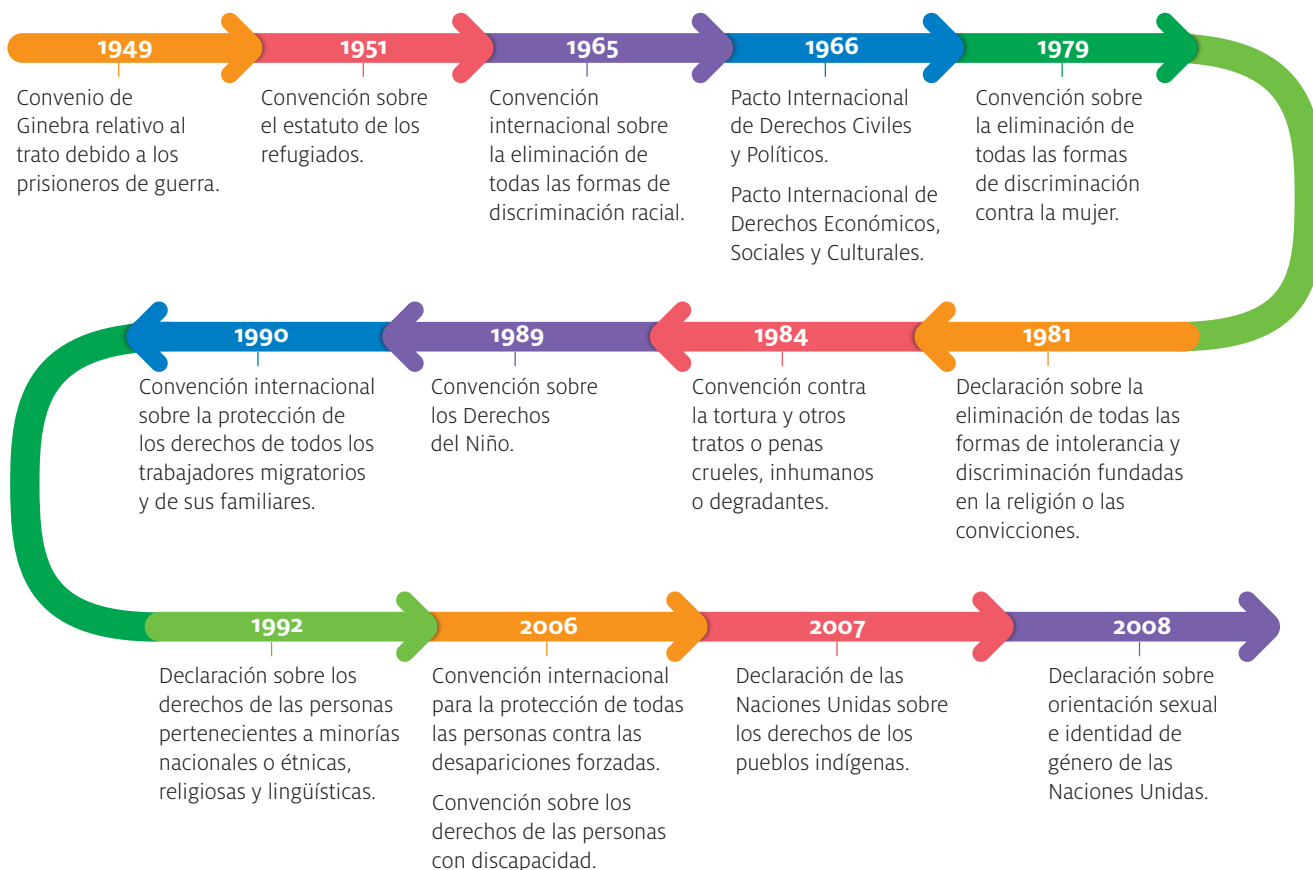 1949
Convenio de
Ginebra relativo al
trato debido a los
prisioneros de guerra.
1951
Convención sobre
el estatuto de los
refugiados.
1965
Convención
internacional sobre
la eliminación de
todas las formas de
discriminación racial.
1966
Pacto Internacional
de Derechos Civiles
y Políticos.
Pacto Internacional de
Derechos Económicos,
Sociales y Culturales.
1979
Convención sobre
la eliminación de
todas las formas
de discriminación
contra la mujer.
1981
Declaración sobre la
eliminación de todas las
formas de intolerancia y
discriminación fundadas
en la religión o las
convicciones.
1984
Convención contra
la tortura y otros
tratos o penas
crueles, inhumanos
o degradantes.
1989
Convención sobre
los Derechos
del Niño.
1990
Convención internacional
sobre la protección de
los derechos de todos los
trabajadores migratorios
y de sus familiares.
1992
Declaración sobre los
derechos de las personas
pertenecientes a minorías
nacionales o étnicas,
religiosas y lingüísticas.
2006
Convención internacional
para la protección de todas
las personas contra las
desapariciones forzadas.
Convención sobre los
derechos de las personas
con discapacidad.
2007
Declaración de las
Naciones Unidas sobre
los derechos de los
pueblos indígenas.
2008
Declaración sobre
orientación sexual
e identidad de
género de las
Naciones Unidas.